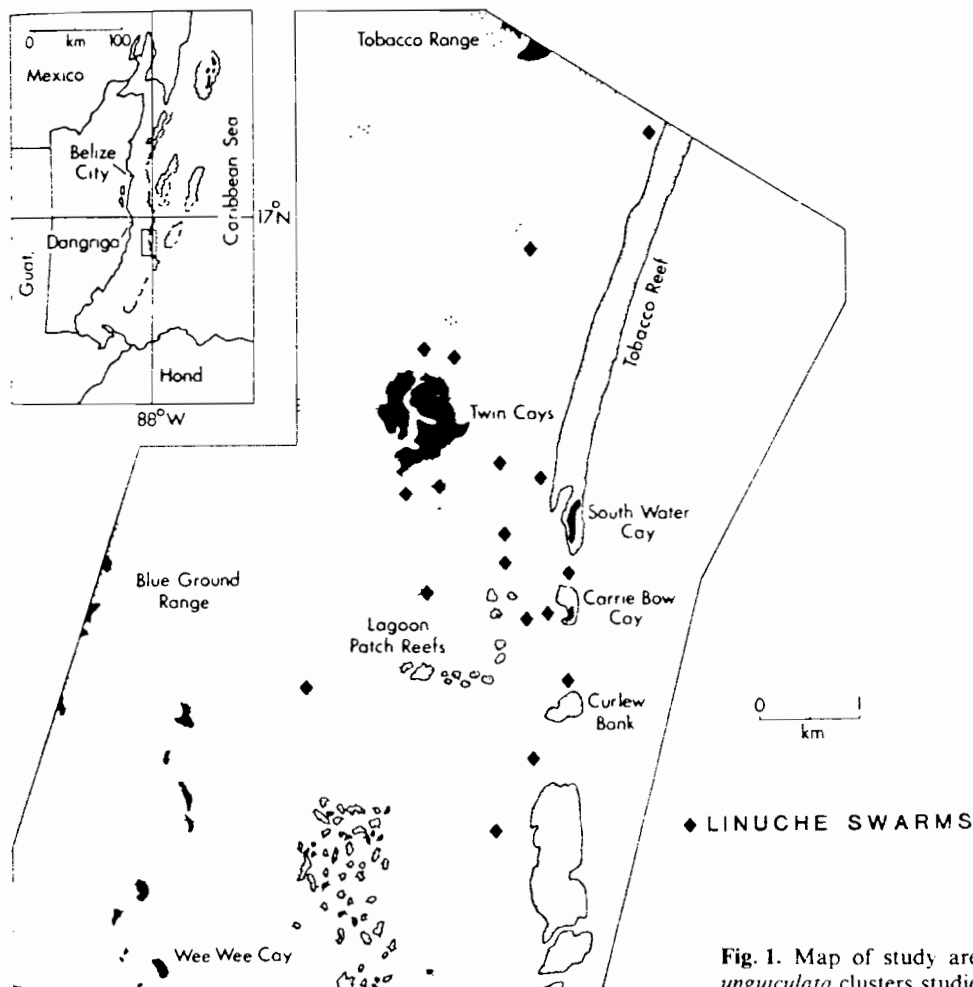 0 km 100
Mexico
Belize
City
Caribbean Sea
17°N
Dangriga
Guat.
Hond
88°W
Tobacco Range
Tobacco Reef
Twin Cays
South Water
Cay
Blue Ground
Range
Carrie Bow
Cay
Lagoon
Patch Reefs
Curlew
Bank
0 1
km
LINUCHE SWARMS
Wee Wee Cay
Fig. 1. Map of study are
unguiculata clusters studie